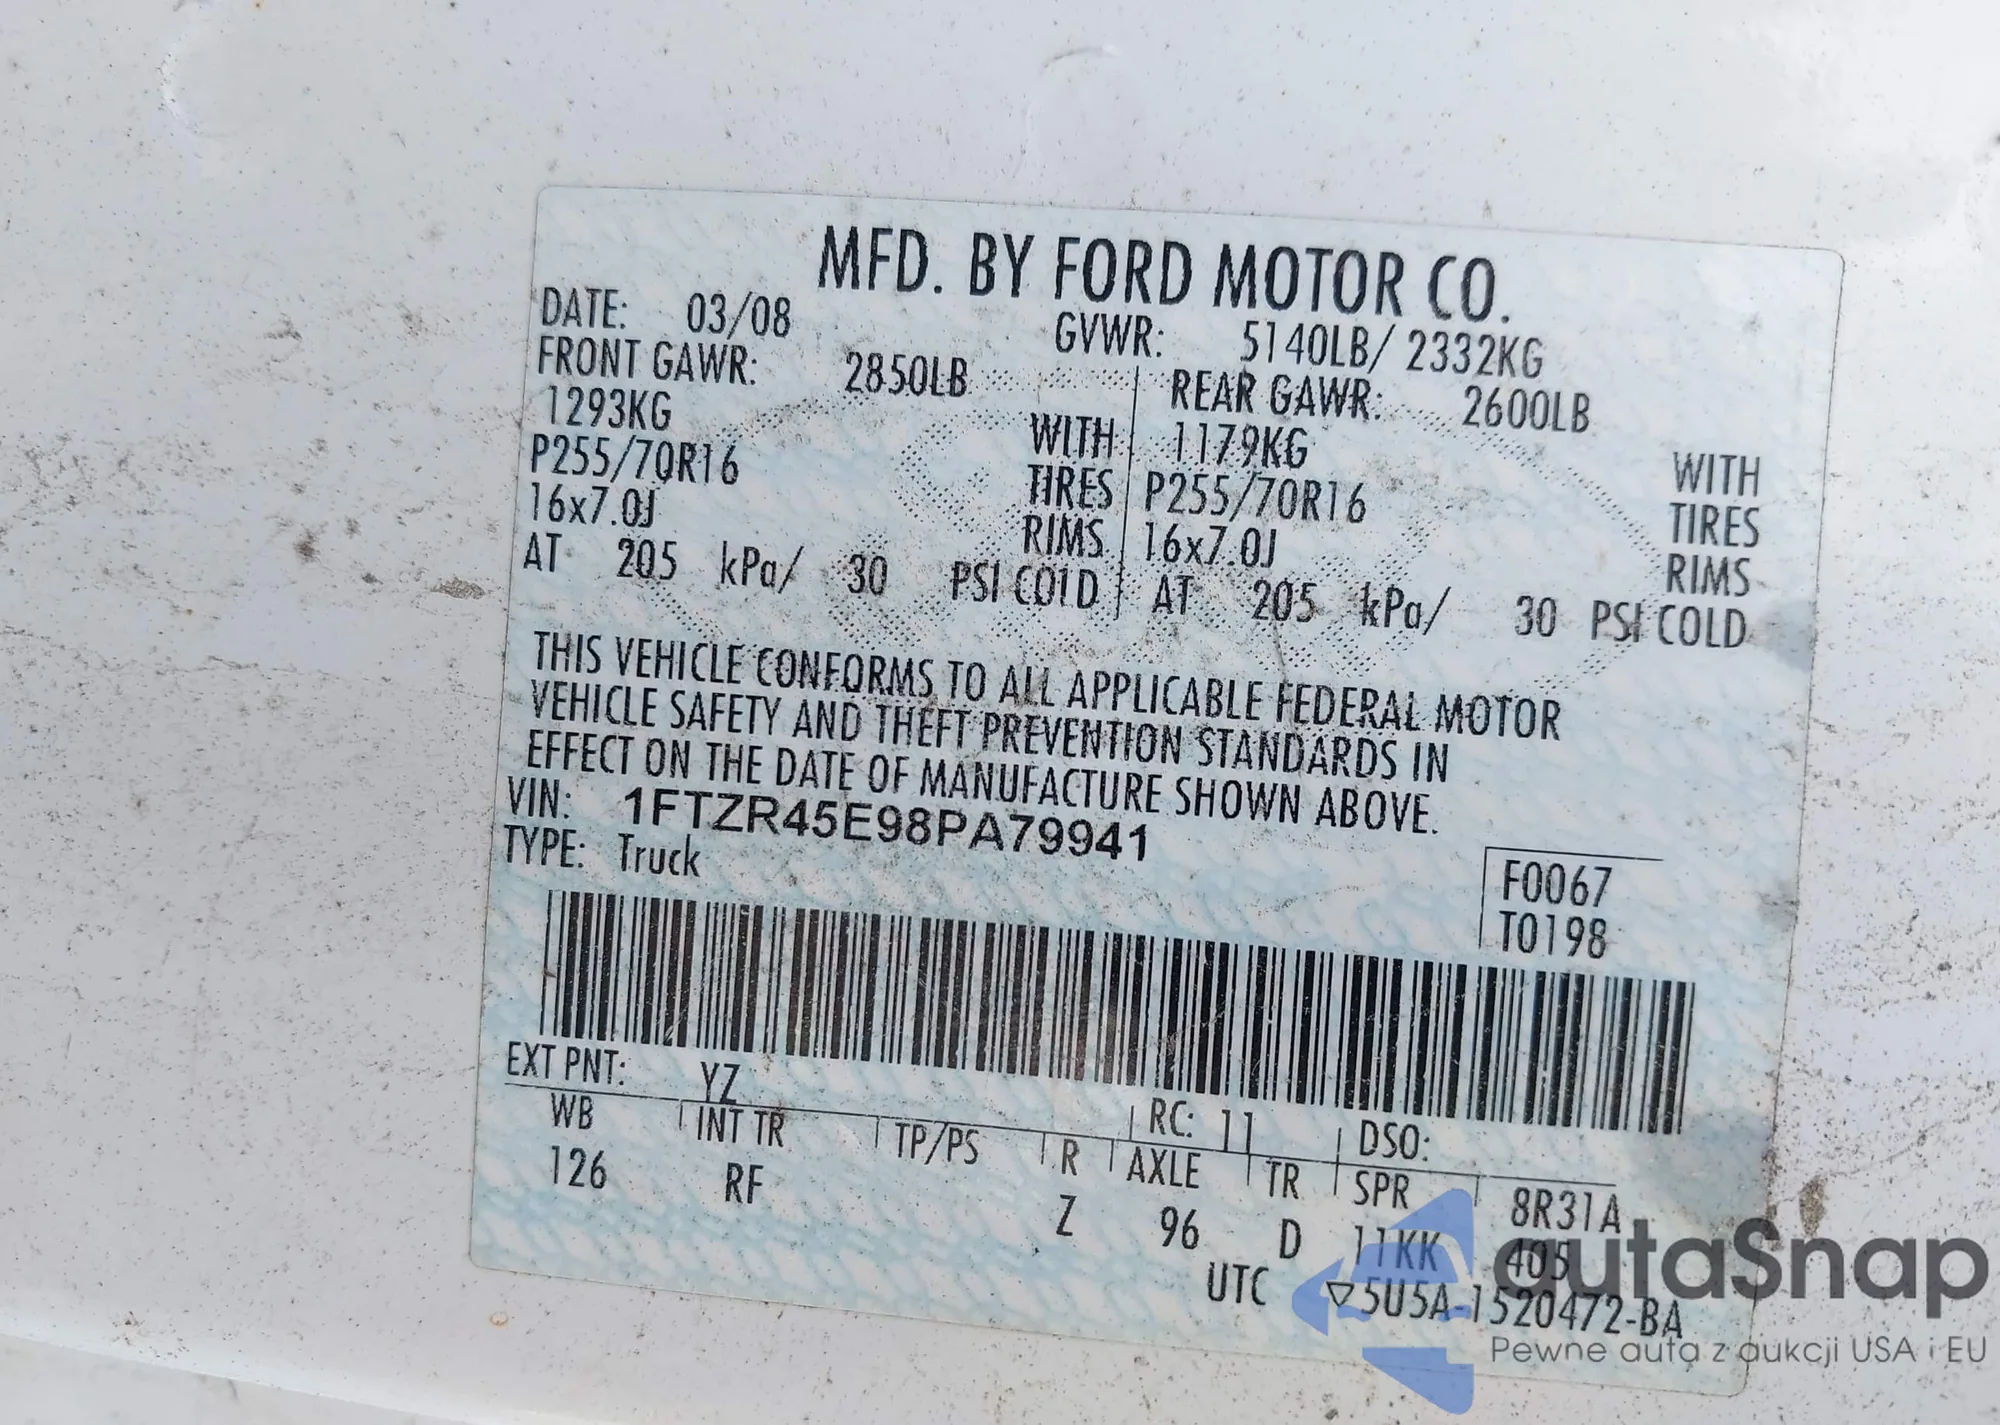 MFD. BY FORD MOTOR CO.
DATE: 03/08 GVWR: 5140LB/ 2332KG
FRONT GAWR: 2850LB REAR GAWR: 2600LB
1293KG WITH 1179KG WITH
P255/70R16 TIRES P255/70R16 TIRES
16x7.0J RIMS 16x7.0J RIMS
AT 205 kPa/ 30 PSI COLD AT 205 kPa/ 30 PSI COLD
THIS VEHICLE CONFORMS TO ALL APPLICABLE FEDERAL MOTOR
VEHICLE SAFETY AND THEFT PREVENTION STANDARDS IN
EFFECT ON THE DATE OF MANUFACTURE SHOWN ABOVE.
VIN: 1FTZR45E98PA79941
TYPE: Truck
F0067
T0198
EXT PNT: YZ RC: 11 DSO:
WB INT TR TP/PS R AXLE TR SPR 8R31A
126 RF Z 96 D 11KK 405
UTC ▽5U5A-1520472-BA
autaSnap
Pewne auta z aukcji USA i EU